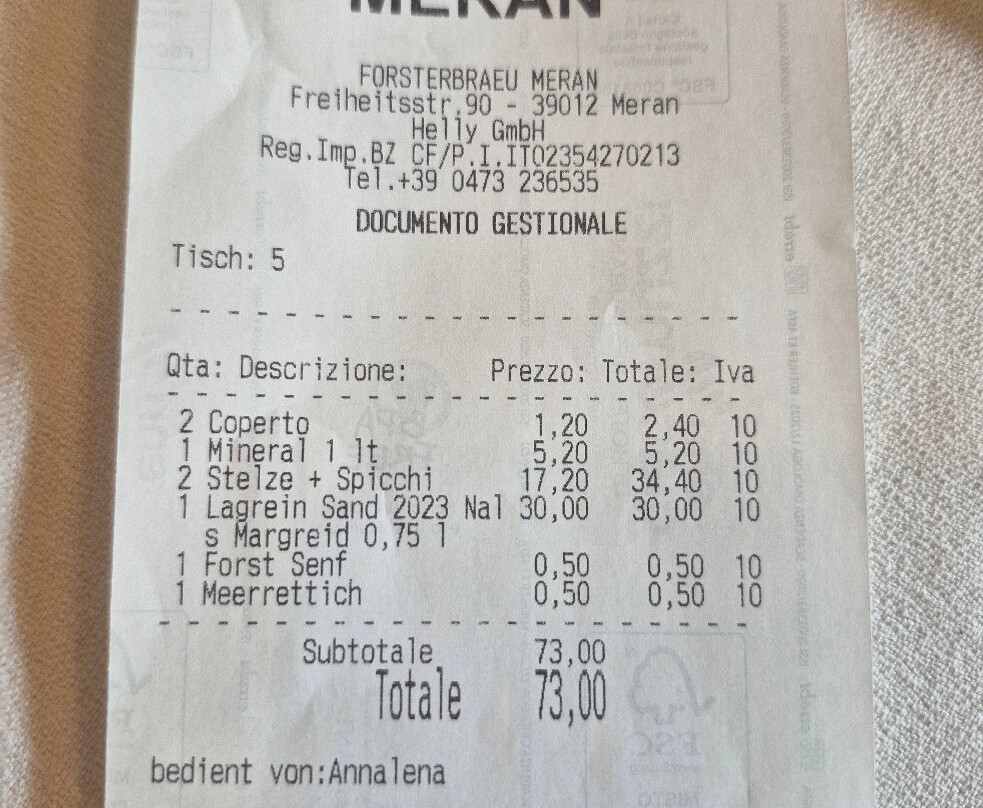 MERAN
FORSTERBRAEU MERAN
Freiheitsstr.90 - 39012 Meran
Helly GmbH
Reg.Imp.BZ CF/P.I.IT02354270213
Tel.+39 0473 236535
DOCUMENTO GESTIONALE
Tisch: 5
- - - - - - - - - - - - - - - - - - - -
Qta: Descrizione: Prezzo: Totale: Iva
- - - - - - - - - - - - - - - - - - - -
2 Coperto 1,20 2,40 10
1 Mineral 1 lt 5,20 5,20 10
2 Stelze + Spicchi 17,20 34,40 10
1 Lagrein Sand 2023 Nal 30,00 30,00 10
s Margreid 0,75 l
1 Forst Senf 0,50 0,50 10
1 Meerrettich 0,50 0,50 10
- - - - - - - - - - - - - - - - - - - -
Subtotale 73,00
Totale 73,00
bedient von:Annalena